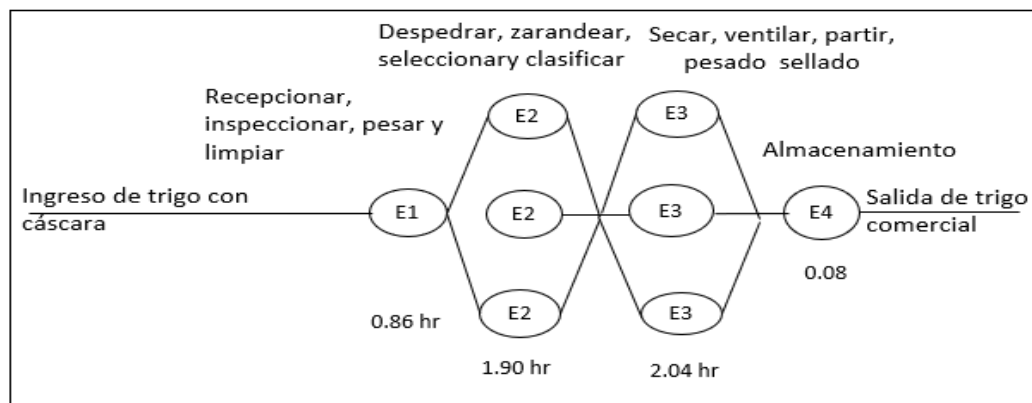 Despedrar, zarandear,
seleccionary clasificar
Secar, ventilar, partir,
pesado sellado
Recepcionar,
inspeccionar, pesar y
limpiar
E2
E3
Almacenamiento
Ingreso de trigo con
cáscara
E1
E2
E3
E4
Salida de trigo
comercial
0.08
E2
E3
0.86 hr
1.90 hr
2.04 hr